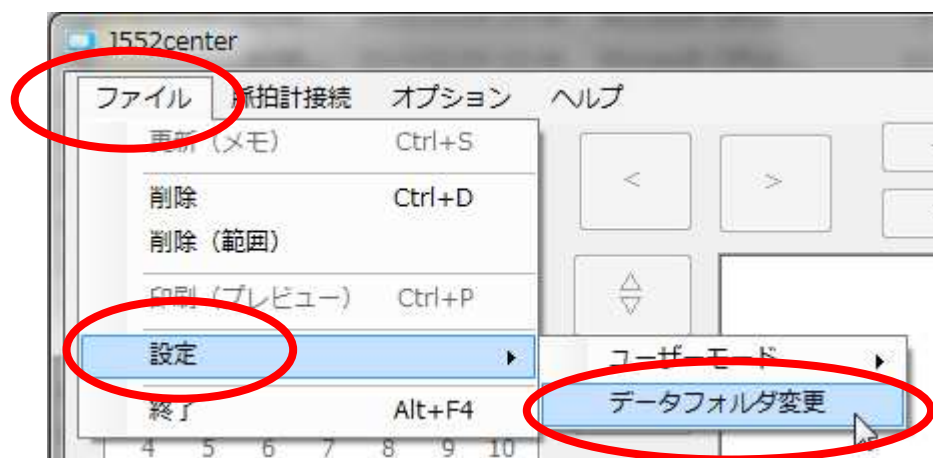 1552center
ファイル 脈拍計接続 オプション ヘルプ
更新（メモ） Ctrl+S
削除 Ctrl+D
削除（範囲）
印刷（プレビュー） Ctrl+P
設定
終了 Alt+F4
ユーザーモード
データフォルダ変更
< >
4 5 6 7 8 9 10